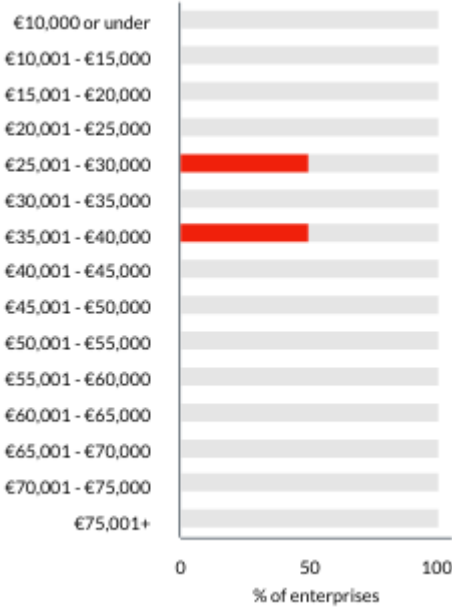 €10,000 or under
€10,001 - €15,000
€15,001 - €20,000
€20,001 - €25,000
€25,001 - €30,000
€30,001 - €35,000
€35,001 - €40,000
€40,001 - €45,000
€45,001 - €50,000
€50,001 - €55,000
€55,001 - €60,000
€60,001 - €65,000
€65,001 - €70,000
€70,001 - €75,000
€75,001+
0 50 100
% of enterprises